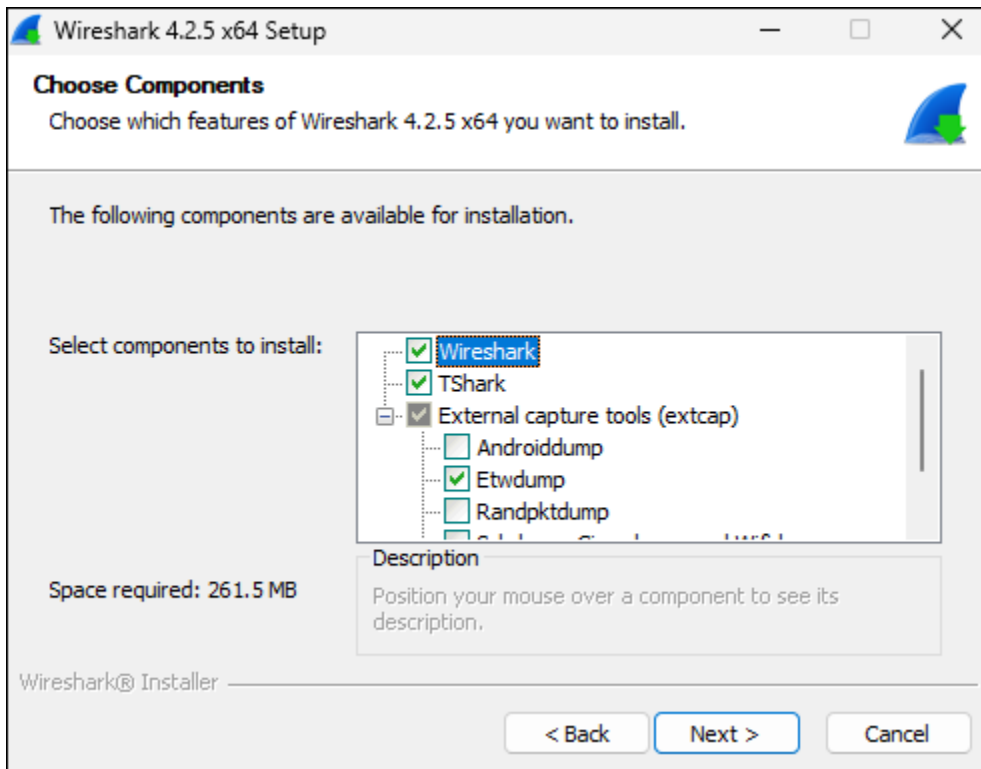 Wireshark 4.2.5 x64 Setup
Choose Components
Choose which features of Wireshark 4.2.5 x64 you want to install.
The following components are available for installation.
Select components to install:
Wireshark
TShark
External capture tools (extcap)
Androiddump
Etwdump
Randpktdump
Description
Space required: 261.5 MB
Position your mouse over a component to see its
description.
Wireshark® Installer
< Back
Next >
Cancel